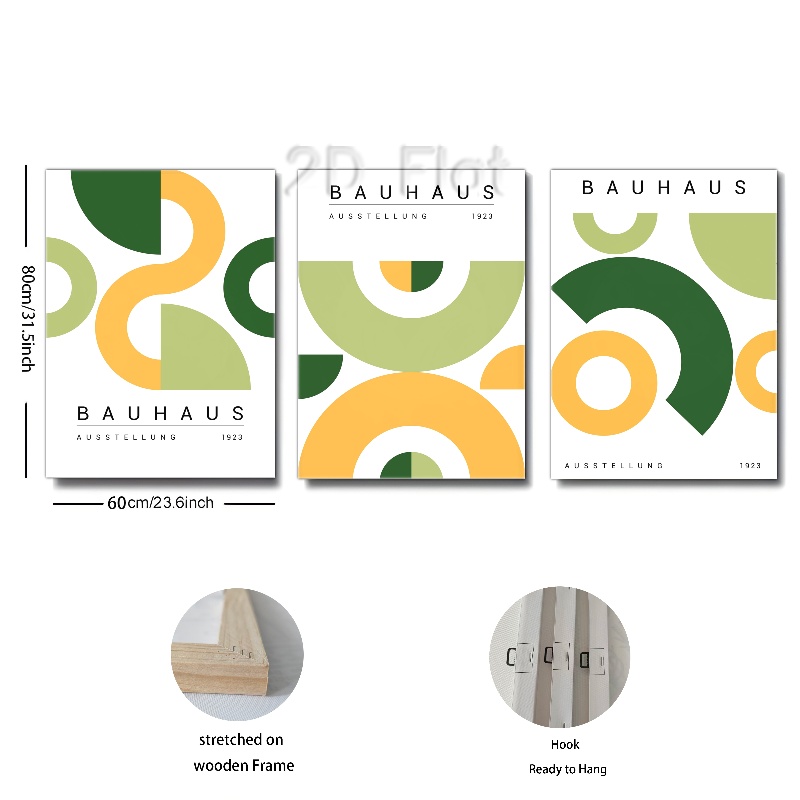 2D Flat
BAUHAUS
AUSSTELLUNG 1923
BAUHAUS
BAUHAUS
AUSSTELLUNG 1923
AUSSTELLUNG 1923
80cm/31.5inch
60cm/23.6inch
stretched on
wooden Frame
Hook
Ready to Hang